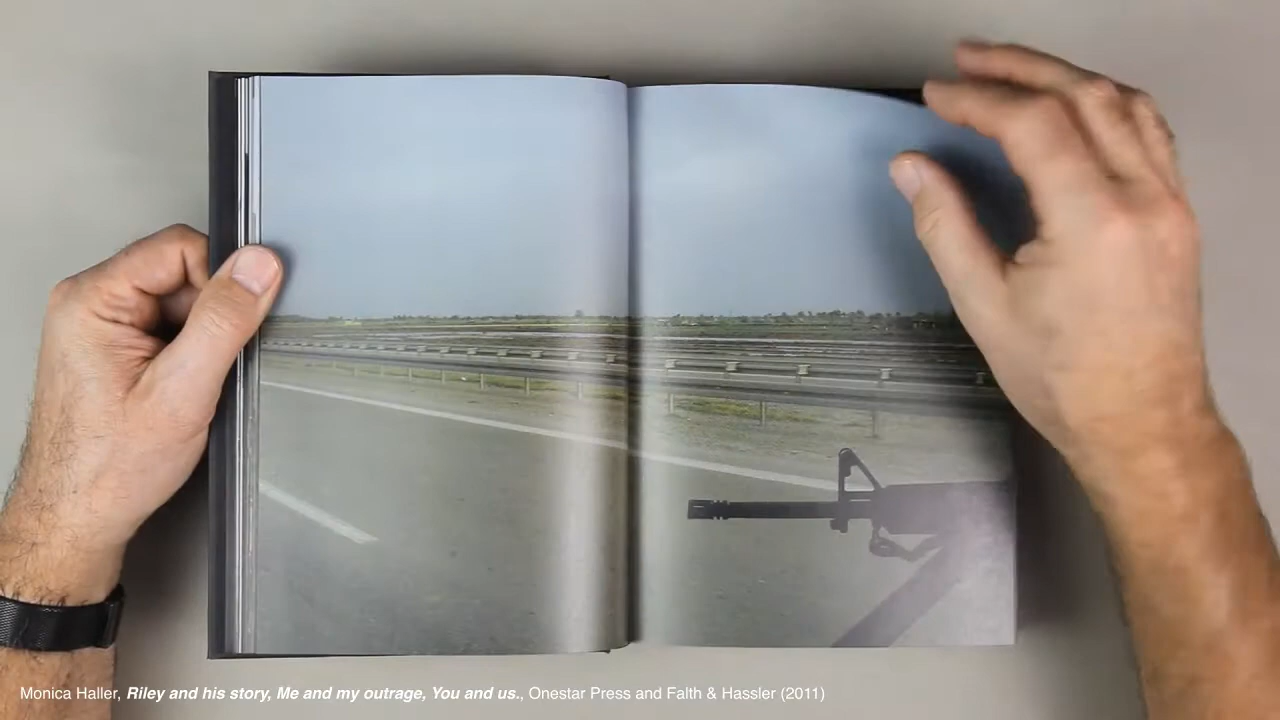 Monica Haller, Riley and his story, Me and my outrage, You and us., Onestar Press and Falth & Hassler (2011)